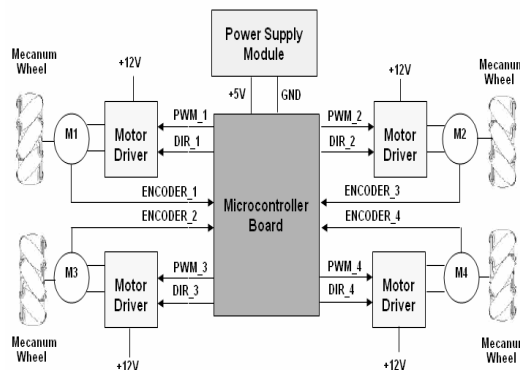 Power Supply
Module
Mecanum
Wheel
+12V
+5V
GND
+12V
Mecanum
Wheel
M1
Motor
Driver
PWM_1
DIR_1
PWM_2
DIR_2
Motor
Driver
M2
Microcontroller
Board
ENCODER_1
ENCODER_2
ENCODER_3
ENCODER_4
M3
Motor
Driver
PWM_3
DIR_3
PWM_4
DIR_4
Motor
Driver
M4
Mecanum
Wheel
+12V
+12V
Mecanum
Wheel